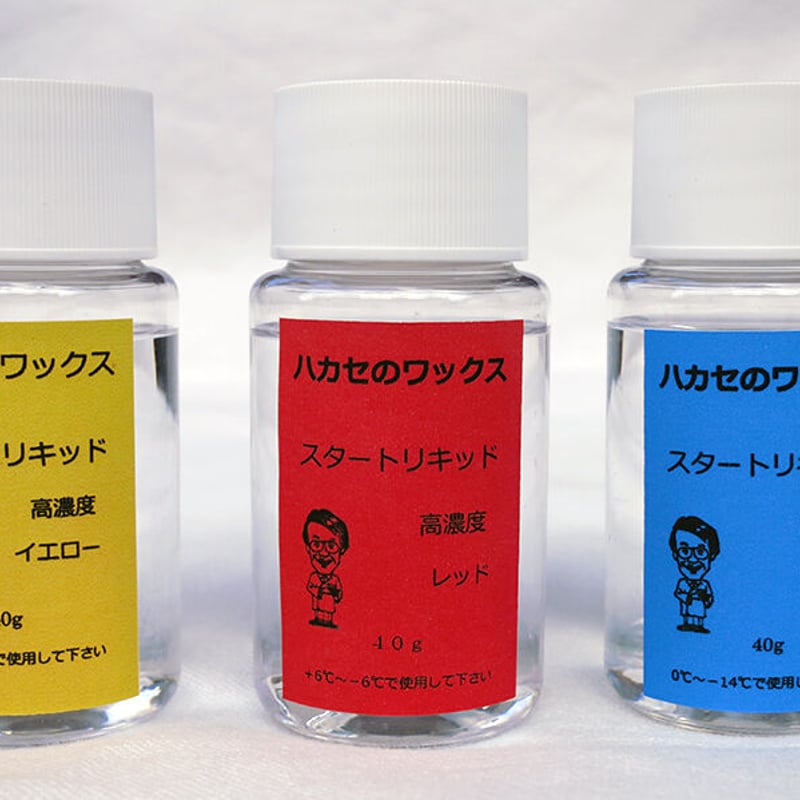 ワックス
リキッド
高濃度
イエロー
0g
で使用して下さい
ハカセのワックス
スタートリキッド
高濃度
レッド
４０ｇ
+6℃～－6℃で使用して下さい
ハカセのワ
スタートリキ
40g
0℃～－14℃で使用し